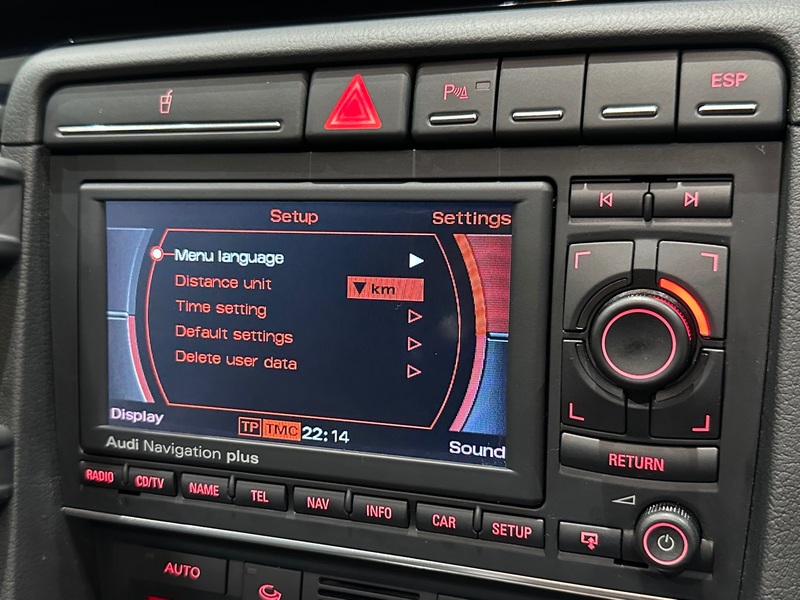 P
ESP
Setup
Settings
Menu language
Distance unit
km
Time setting
Default settings
Delete user data
Display
TP TMC 22:14
Sound
Audi Navigation plus
RADIO
CD/TV
NAME
TEL
NAV
INFO
CAR
SETUP
RETURN
AUTO